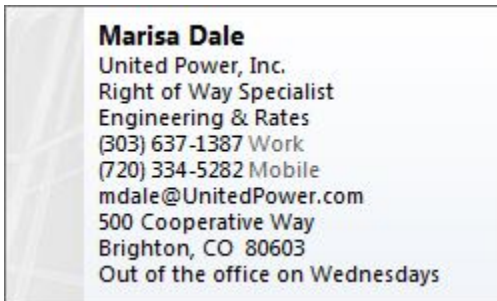 Marisa Dale
United Power, Inc.
Right of Way Specialist
Engineering & Rates
(303) 637-1387 Work
(720) 334-5282 Mobile
mdale@UnitedPower.com
500 Cooperative Way
Brighton, CO  80603
Out of the office on Wednesdays